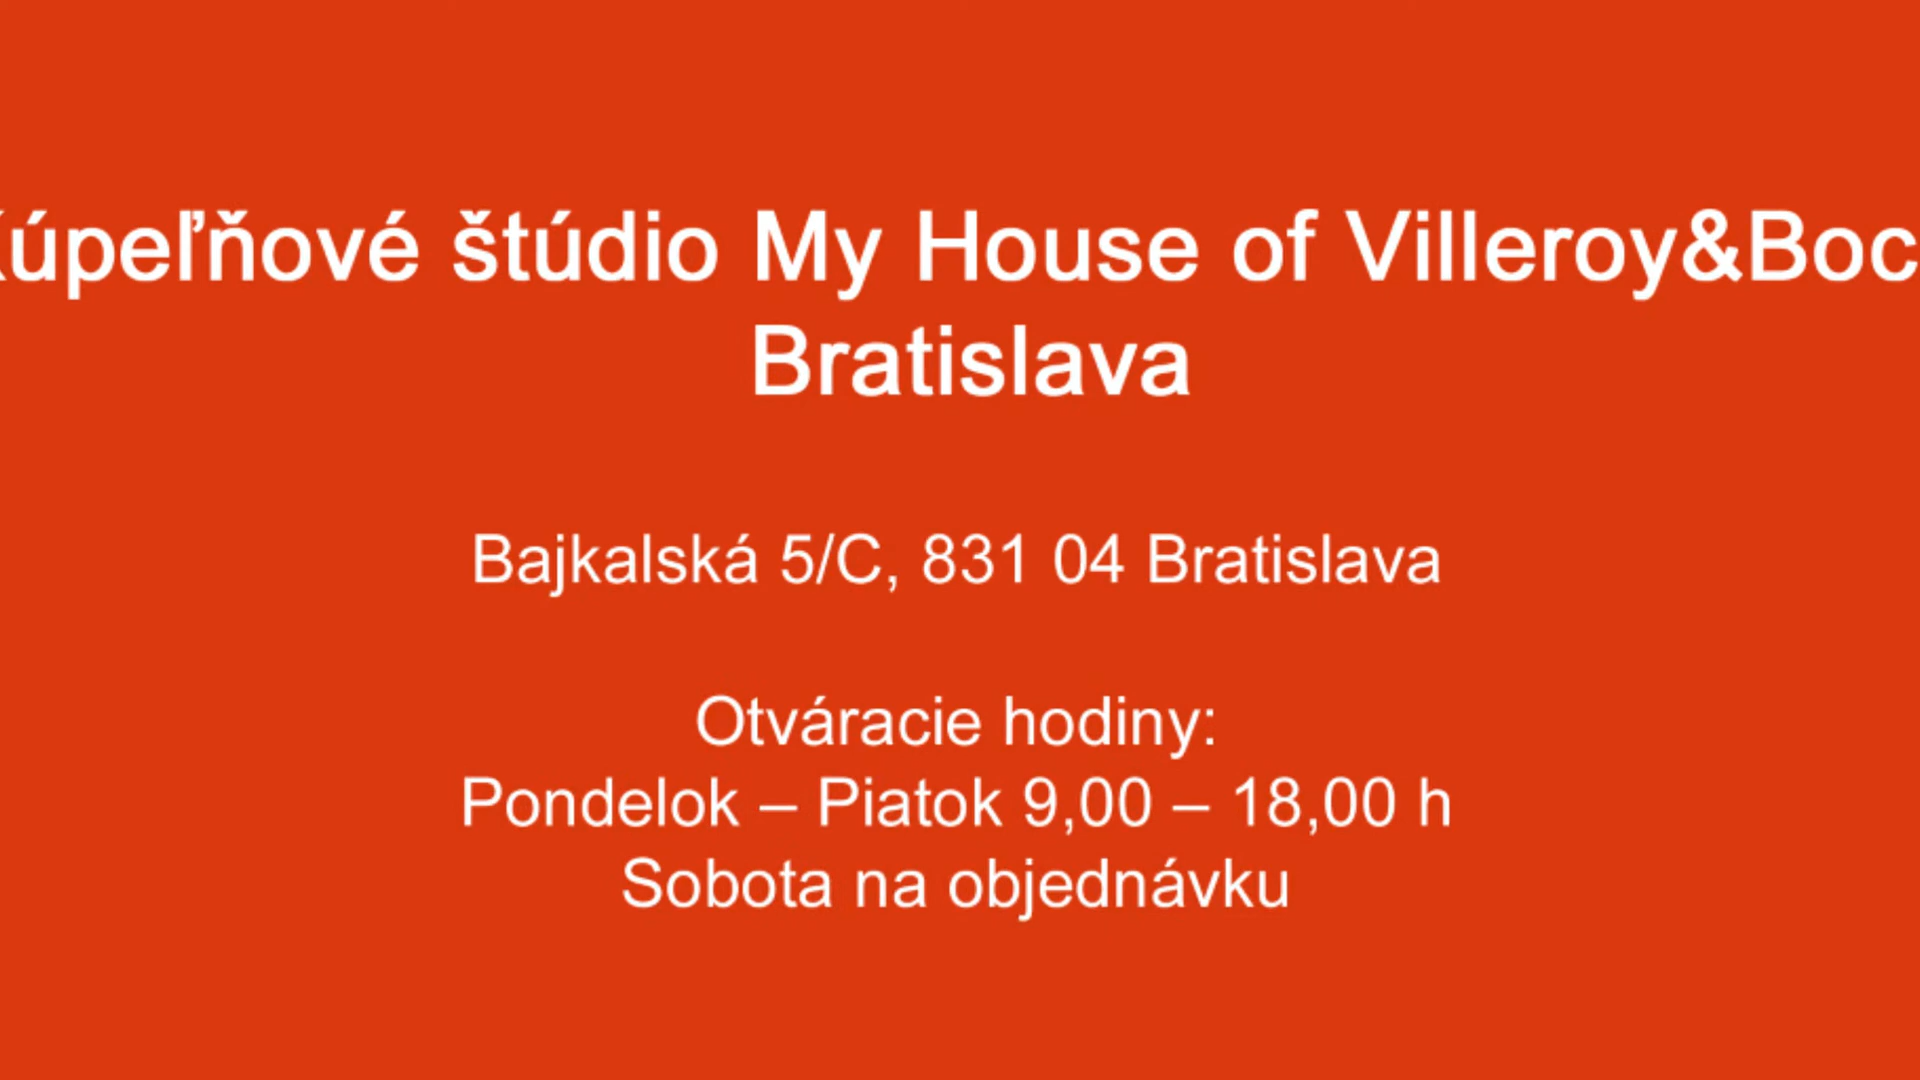 Kúpeľňové štúdio My House of Villeroy&Boc
Bratislava
Bajkalská 5/C, 831 04 Bratislava
Otváracie hodiny:
Pondelok – Piatok 9,00 – 18,00 h
Sobota na objednávku